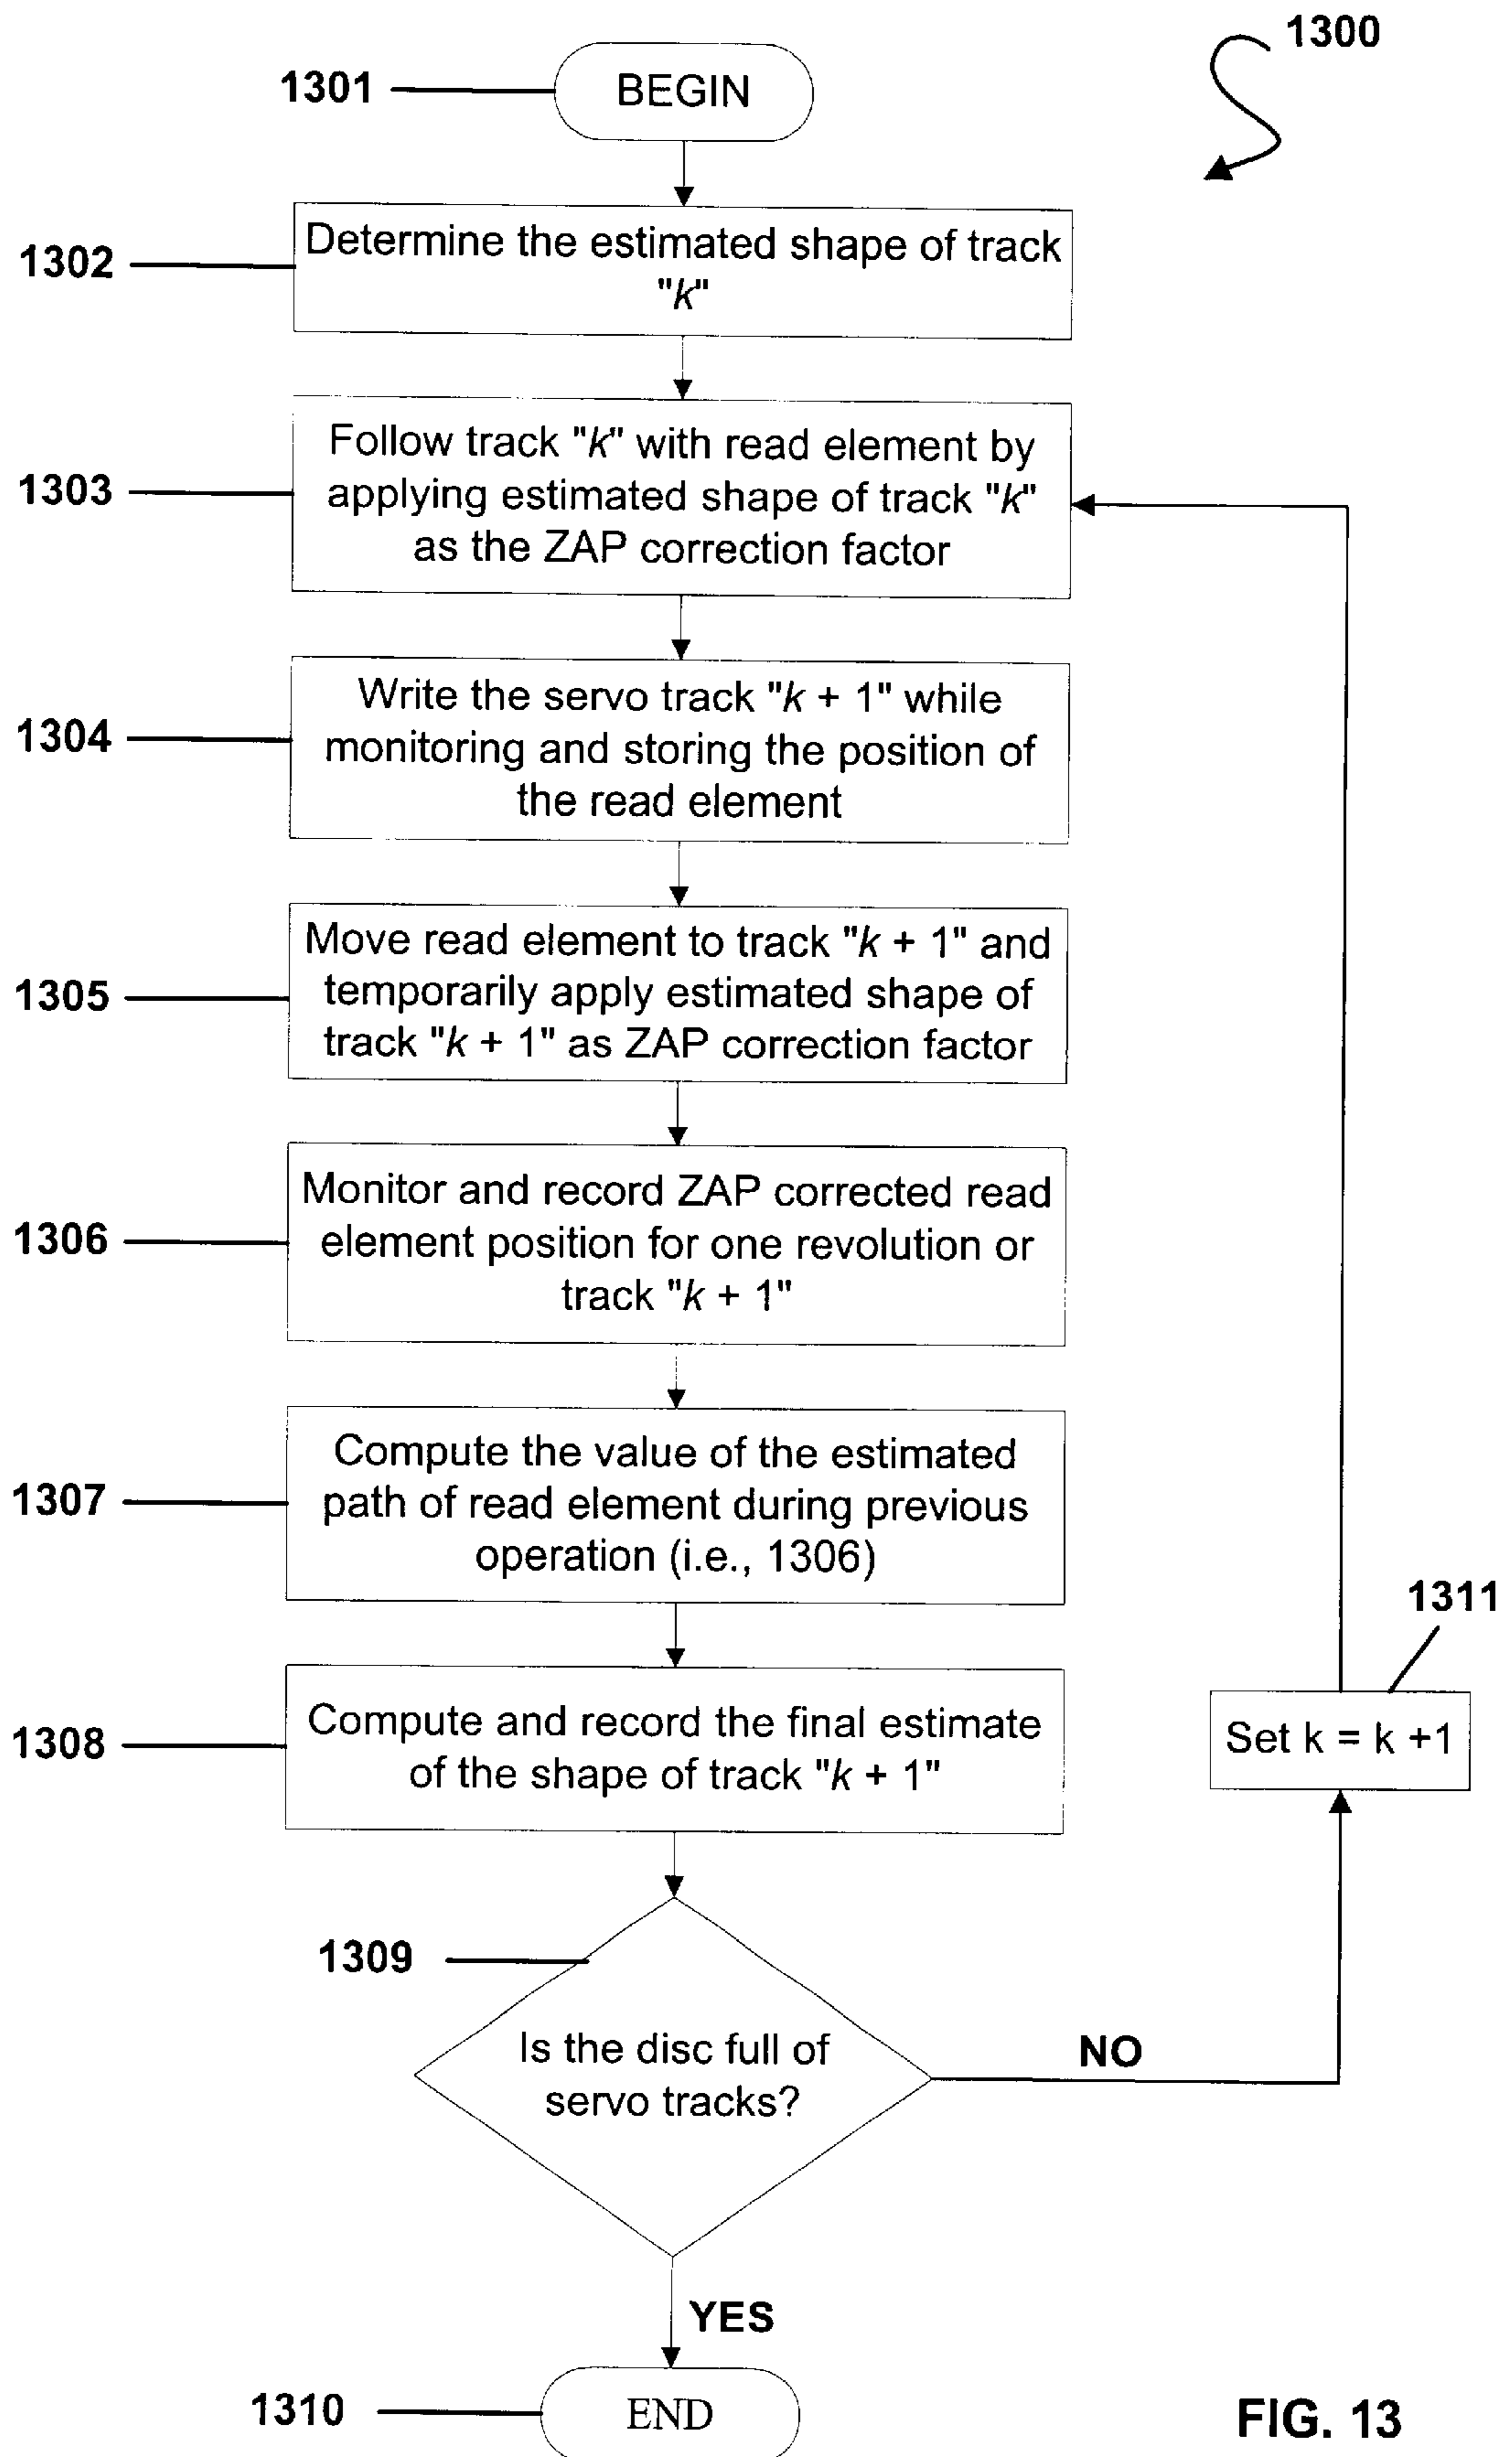 1300
1301
BEGIN
1302
Determine the estimated shape of track
"k"
1303
Follow track "k" with read element by
applying estimated shape of track "k"
as the ZAP correction factor
1304
Write the servo track "k + 1" while
monitoring and storing the position of
the read element
1305
Move read element to track "k + 1" and
temporarily apply estimated shape of
track "k + 1" as ZAP correction factor
1306
Monitor and record ZAP corrected read
element position for one revolution or
track "k + 1"
1307
Compute the value of the estimated
path of read element during previous
operation (i.e., 1306)
1308
Compute and record the final estimate
of the shape of track "k + 1"
1311
Set k = k +1
1309
Is the disc full of
servo tracks?
NO
YES
1310
END
FIG. 13